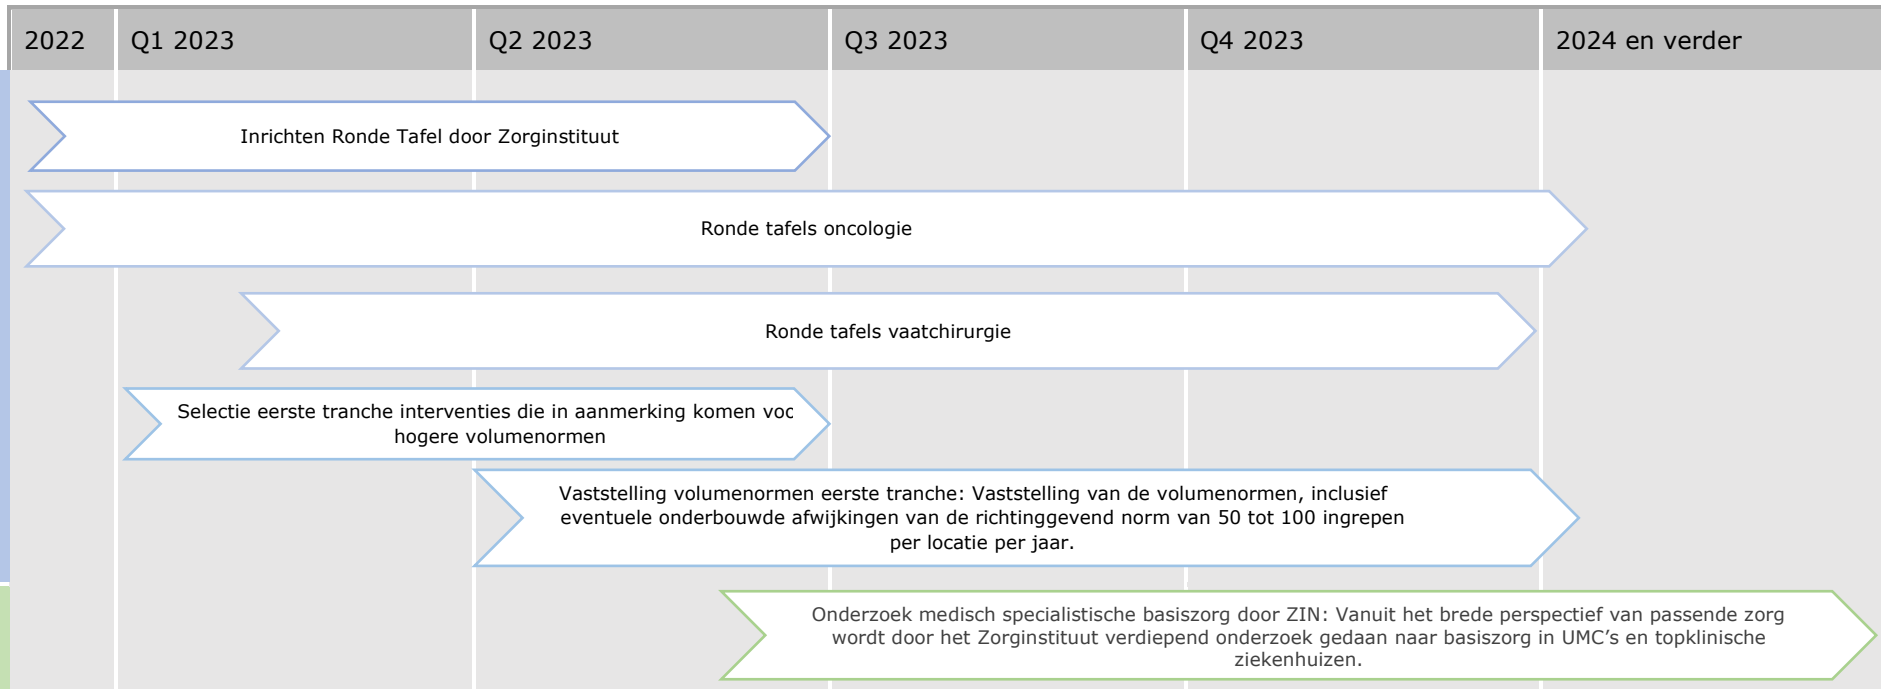 2022 Q1 2023 Q2 2023 Q3 2023 Q4 2023 2024 en verder
Inrichten Ronde Tafel door Zorginstituut
Ronde tafels oncologie
Ronde tafels vaatchirurgie
Selectie eerste tranche interventies die in aanmerking komen
hogere volumenormen
Vaststelling volumenormen eerste tranche: Vaststelling van de volumenormen, inclusief
eventuele onderbouwde afwijkingen van de richtinggevend norm van 50 tot 100 ingrepen
per locatie per jaar.
Onderzoek medisch specialistische basiszorg door ZIN: Vanuit het brede perspectief van passende zorg
wordt door het Zorginstituut verdiepend onderzoek gedaan naar basiszorg in UMC's en topklinische
ziekenhuizen.